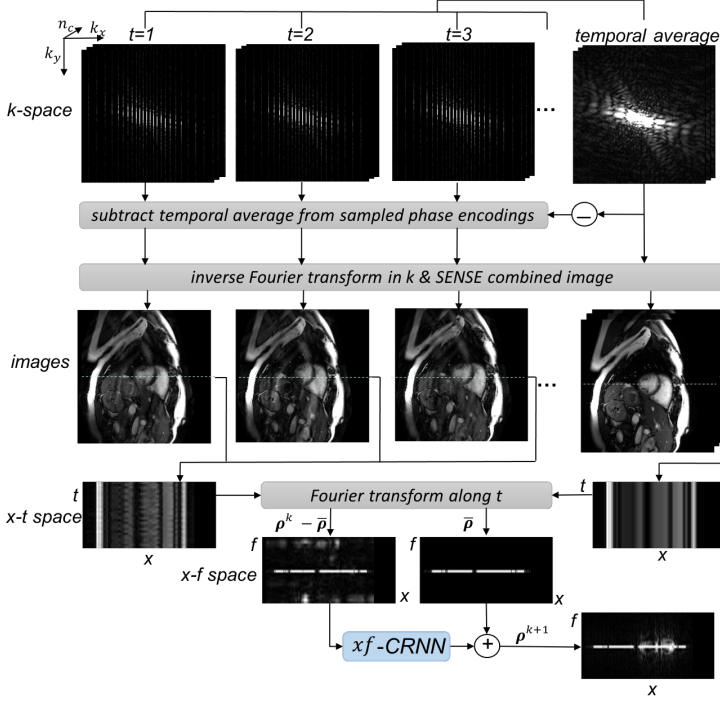 n_c
k_x
k_y
t=1
t=2
t=3
temporal average
k-space
...
subtract temporal average from sampled phase encodings
−
inverse Fourier transform in k & SENSE combined image
images
...
t
x-t space
x
Fourier transform along t
t
x
ρ^k − ρ̄
ρ̄
f
x-f space
x
f
x
xf-CRNN
+
ρ^{k+1}
f
x